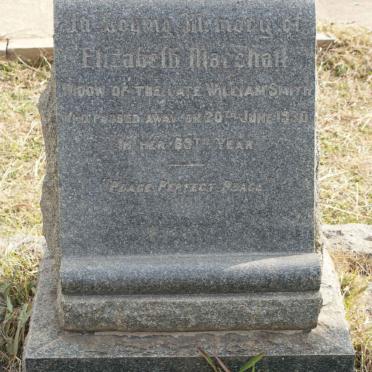 In Loving Memory of
Elizabeth Marshall
Widow of the late William Smith
Who passed away on 20th June 1930
In her 69th Year
"Peace Perfect Peace"